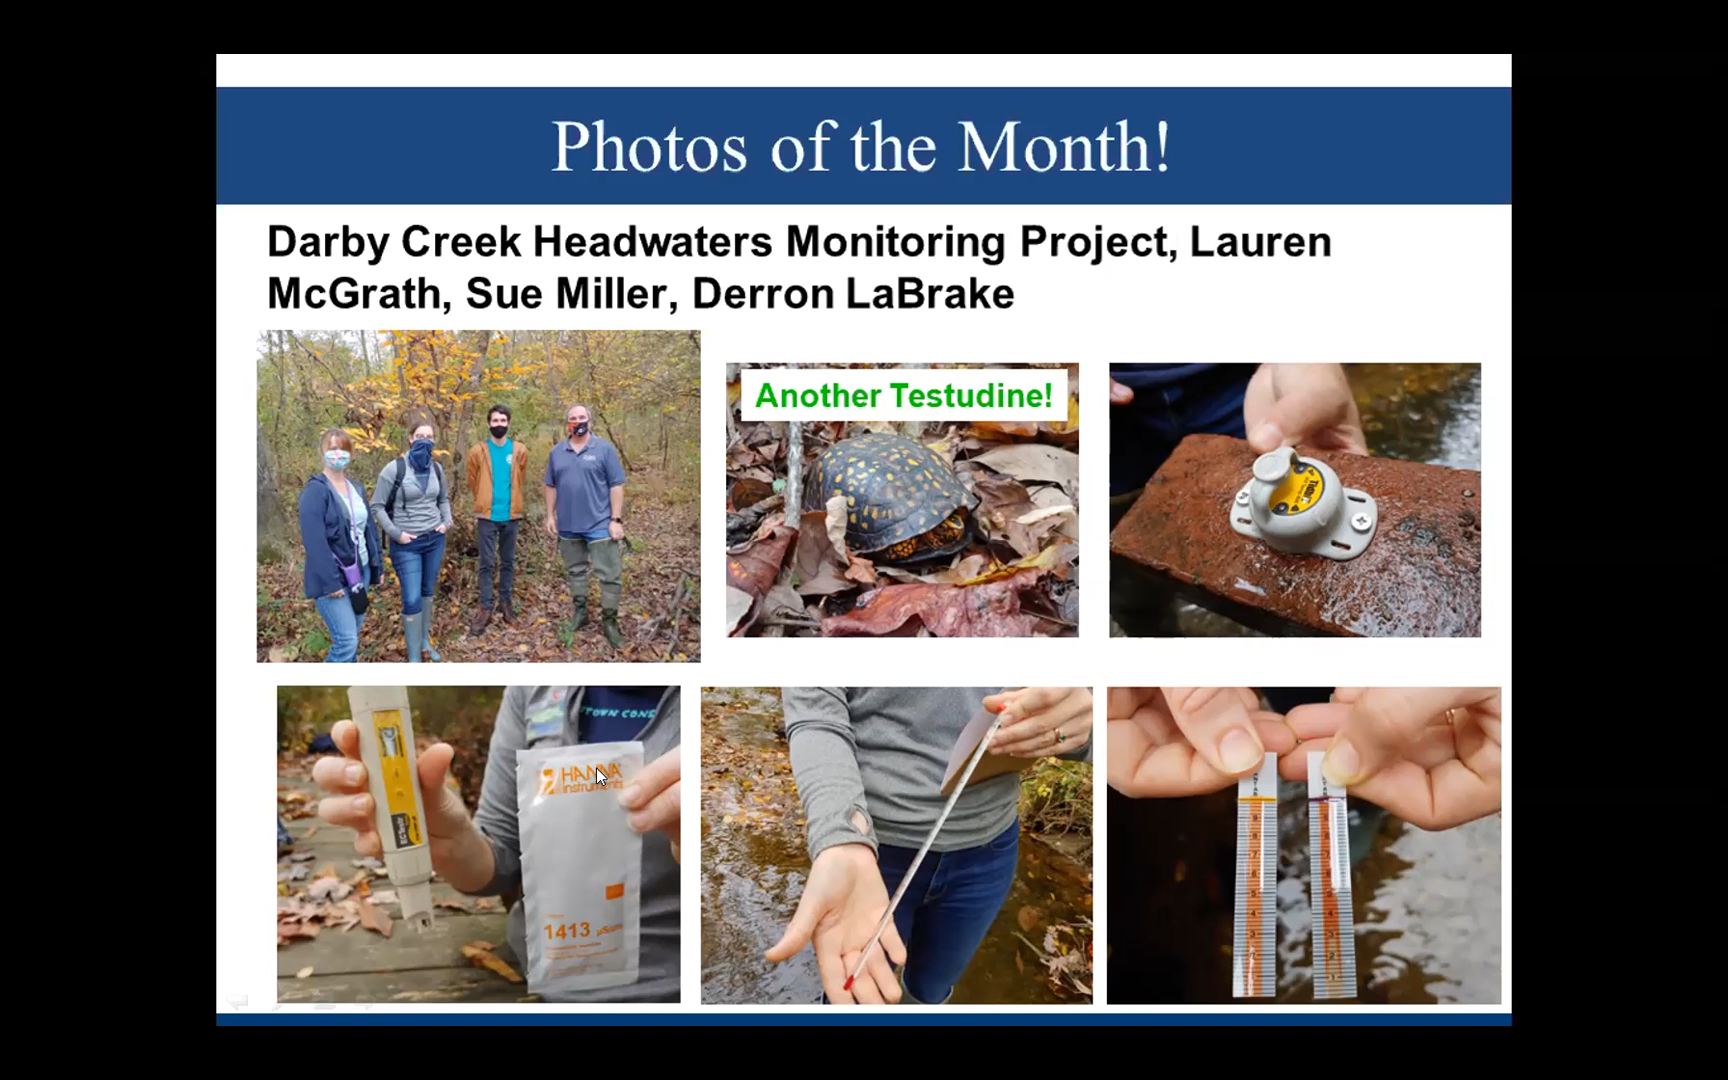 Photos of the Month!
Darby Creek Headwaters Monitoring Project, Lauren
McGrath, Sue Miller, Derron LaBrake
Another Testudine!
HANNA
instruments
1413 µS/cm